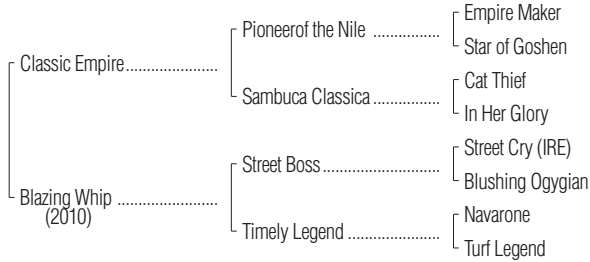 Empire Maker
Pioneerof the Nile ................
Star of Goshen
Classic Empire......................
Cat Thief
Sambuca Classica................
In Her Glory
Street Cry (IRE)
Street Boss............................
Blushing Ogygian
Blazing Whip ........................
(2010)
Navarone
Timely Legend ......................
Turf Legend